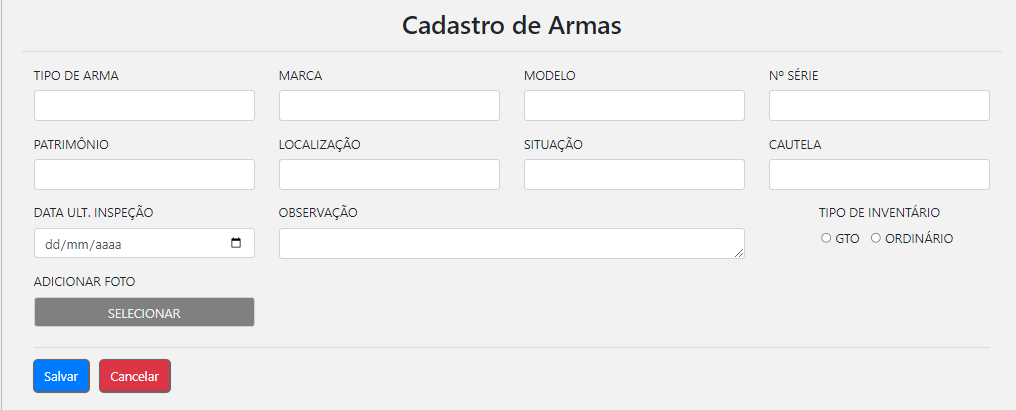 Cadastro de Armas
TIPO DE ARMA MARCA MODELO Nº SÉRIE
PATRIMÔNIO LOCALIZAÇÃO SITUAÇÃO CAUTELA
DATA ULT. INSPEÇÃO OBSERVAÇÃO TIPO DE INVENTÁRIO
dd/mm/aaaa GTO ORDINÁRIO
ADICIONAR FOTO
SELECIONAR
Salvar Cancelar